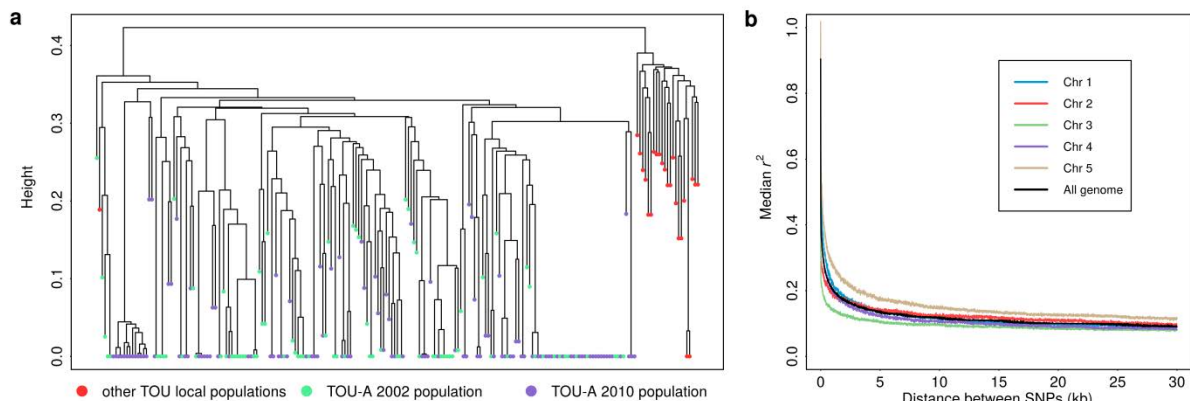 a
Height
0.4
0.3
0.2
0.1
0.0
other TOU local populations
TOU-A 2002 population
TOU-A 2010 population
b
Median r²
1.0
0.8
0.6
0.4
0.2
0.0
Chr 1
Chr 2
Chr 3
Chr 4
Chr 5
All genome
0 5 10 15 20 25 30
Distance between SNPs (kb)